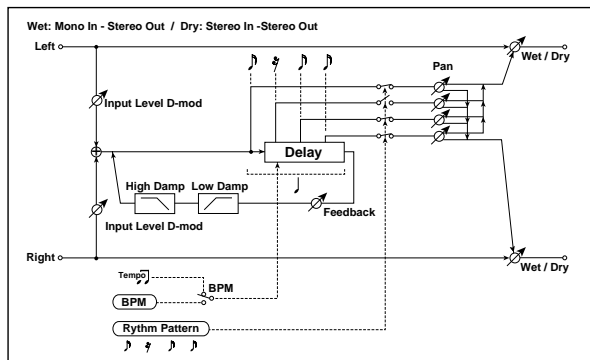 Wet: Mono In - Stereo Out / Dry: Stereo In -Stereo Out
Left
Wet / Dry
Pan
Input Level D-mod
Delay
High Damp
Low Damp
Feedback
Input Level D-mod
Right
Wet / Dry
Tempo
BPM
BPM
Rythm Pattern